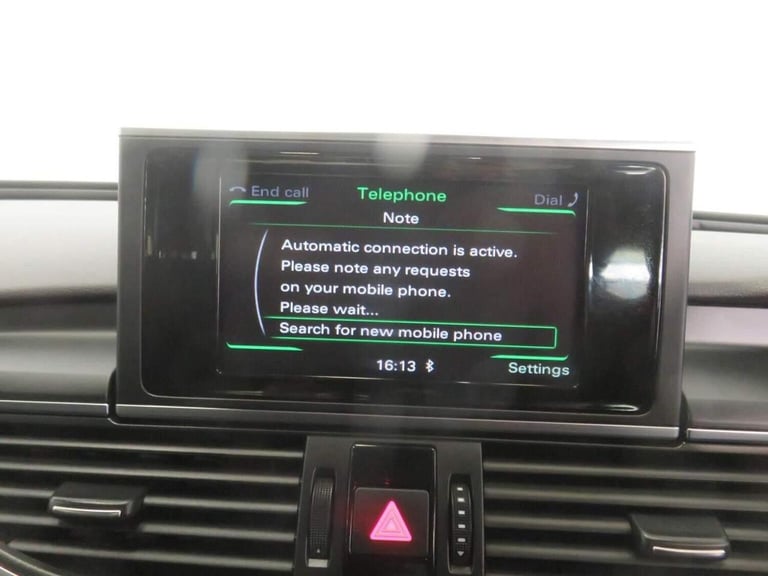 End call
Telephone
Dial
Note
Automatic connection is active.
Please note any requests
on your mobile phone.
Please wait...
Search for new mobile phone
16:13
Settings